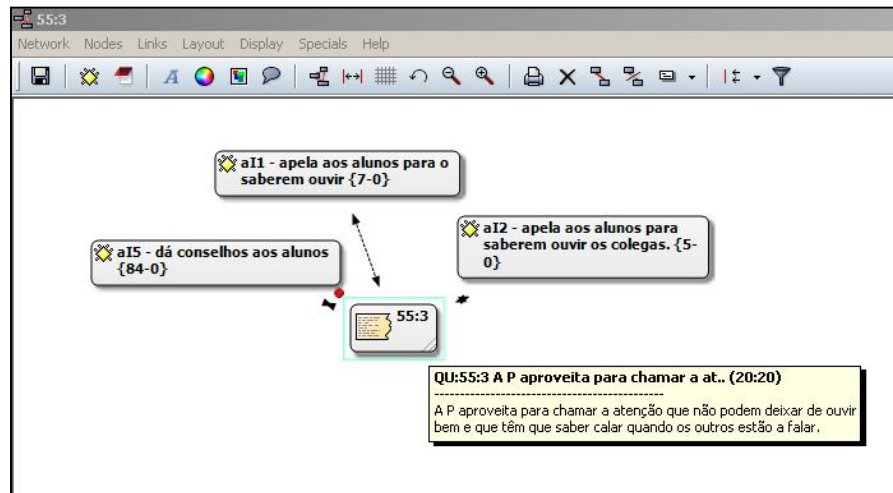 55:3
Network Nodes Links Layout Display Specials Help
aI1 - apela aos alunos para o
saberem ouvir {7-0}
aI2 - apela aos alunos para
saberem ouvir os colegas. {5-
0}
aI5 - dá conselhos aos alunos
{84-0}
55:3
QU:55:3 A P aproveita para chamar a at.. (20:20)
--------------------------------------------
A P aproveita para chamar a atenção que não podem deixar de ouvir
bem e que têm que saber calar quando os outros estão a falar.